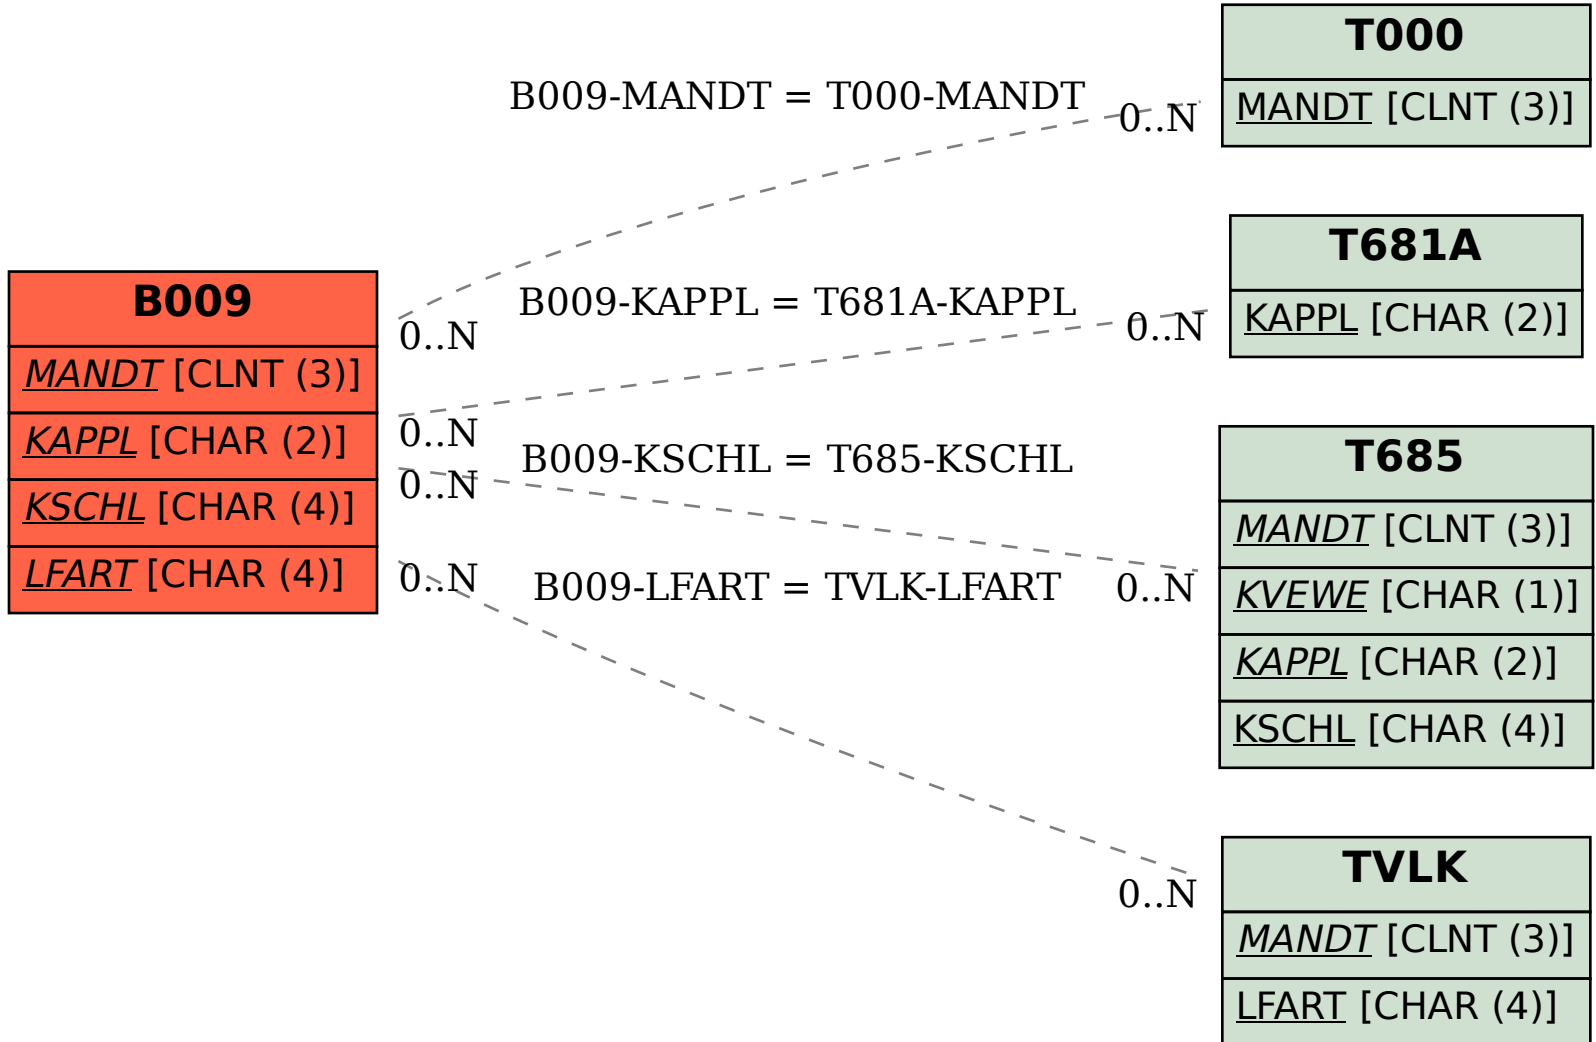 T000
MANDT [CLNT (3)]
B009-MANDT = T000-MANDT
0..N
T681A
KAPPL [CHAR (2)]
B009-KAPPL = T681A-KAPPL
0..N
B009
MANDT [CLNT (3)]
KAPPL [CHAR (2)]
KSCHL [CHAR (4)]
LFART [CHAR (4)]
0..N
0..N
0..N
0..N
B009-KSCHL = T685-KSCHL
0..N
T685
MANDT [CLNT (3)]
KVEWE [CHAR (1)]
KAPPL [CHAR (2)]
KSCHL [CHAR (4)]
B009-LFART = TVLK-LFART
0..N
TVLK
MANDT [CLNT (3)]
LFART [CHAR (4)]